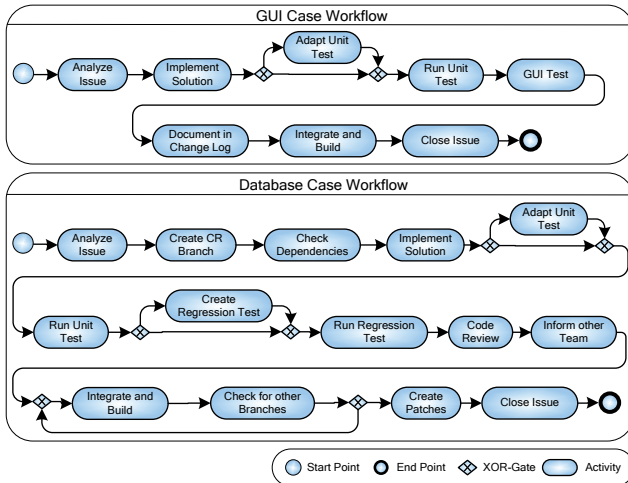 GUI Case Workflow
Adapt Unit
Test
Analyze
Issue
Implement
Solution
Run Unit
Test
GUI Test
Document in
Change Log
Integrate and
Build
Close Issue
Database Case Workflow
Adapt Unit
Test
Analyze
Issue
Create CR
Branch
Check
Dependencies
Implement
Solution
Create
Regression Test
Run Unit
Test
Run Regression
Test
Code
Review
Inform other
Team
Integrate and
Build
Check for other
Branches
Create
Patches
Close Issue
Start Point
End Point
XOR-Gate
Activity